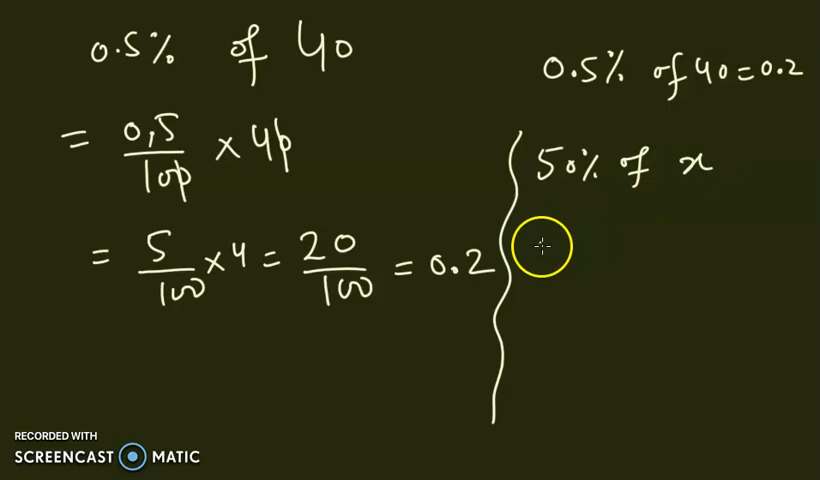 0.5% of 40
= 0.5/100 × 40
= 5/100 × 4 = 20/100 = 0.2
0.5% of 40 = 0.2
50% of x
RECORDED WITH
SCREENCAST MATIC